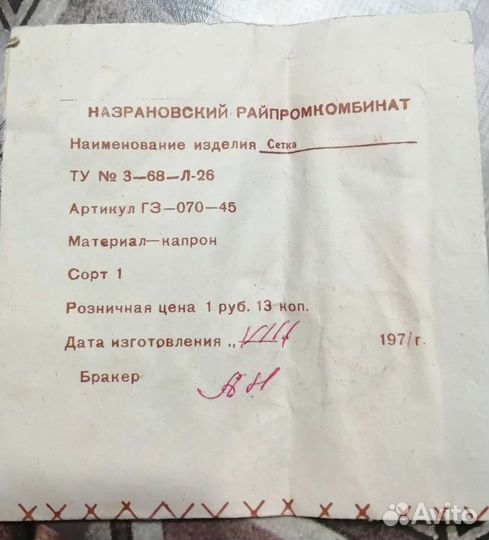 НАЗРАНОВСКИЙ РАЙПРОМКОМБИНАТ
Наименование изделия Сетка
ТУ № 3—68—Л-26
Артикул ГЗ—070—45
Материал—капрон
Сорт 1
Розничная цена 1 руб. 13 коп.
Дата изготовления „VIII 1971г.
Бракер
Avito